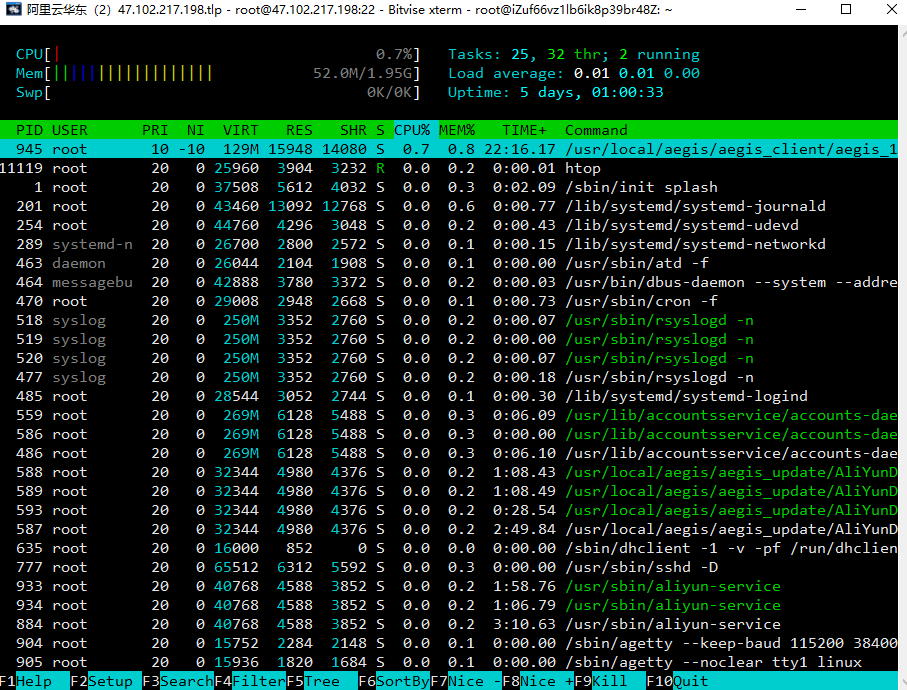 阿里云华东（2）47.102.217.198.tlp - root@47.102.217.198:22 - Bitvise xterm - root@iZuf66vz1lb6ik8p39br48Z: ~
CPU[| 0.7%] Tasks: 25, 32 thr; 2 running
Mem[|||||||||||||||||| 52.0M/1.95G] Load average: 0.01 0.01 0.00
Swp[ 0K/0K] Uptime: 5 days, 01:00:33
PID USER PRI NI VIRT RES SHR S CPU% MEM% TIME+ Command
945 root 10 -10 129M 15948 14080 S 0.7 0.8 22:16.17 /usr/local/aegis/aegis_client/aegis_1
11119 root 20 0 25960 3904 3232 R 0.0 0.2 0:00.01 htop
1 root 20 0 37508 5612 4032 S 0.0 0.3 0:02.09 /sbin/init splash
201 root 20 0 43460 13092 12768 S 0.0 0.6 0:00.77 /lib/systemd/systemd-journald
254 root 20 0 44760 4296 3048 S 0.0 0.2 0:00.43 /lib/systemd/systemd-udevd
289 systemd-n 20 0 26700 2800 2572 S 0.0 0.1 0:00.15 /lib/systemd/systemd-networkd
463 daemon 20 0 26044 2104 1908 S 0.0 0.1 0:00.00 /usr/sbin/atd -f
464 messagebu 20 0 42888 3780 3372 S 0.0 0.2 0:00.03 /usr/bin/dbus-daemon --system --addre
470 root 20 0 29008 2948 2668 S 0.0 0.1 0:00.73 /usr/sbin/cron -f
518 syslog 20 0 250M 3352 2760 S 0.0 0.2 0:00.07 /usr/sbin/rsyslogd -n
519 syslog 20 0 250M 3352 2760 S 0.0 0.2 0:00.00 /usr/sbin/rsyslogd -n
520 syslog 20 0 250M 3352 2760 S 0.0 0.2 0:00.07 /usr/sbin/rsyslogd -n
477 syslog 20 0 250M 3352 2760 S 0.0 0.2 0:00.18 /usr/sbin/rsyslogd -n
485 root 20 0 28544 3052 2744 S 0.0 0.1 0:00.30 /lib/systemd/systemd-logind
559 root 20 0 269M 6128 5488 S 0.0 0.3 0:06.09 /usr/lib/accountsservice/accounts-dae
586 root 20 0 269M 6128 5488 S 0.0 0.3 0:00.00 /usr/lib/accountsservice/accounts-dae
486 root 20 0 269M 6128 5488 S 0.0 0.3 0:06.10 /usr/lib/accountsservice/accounts-dae
588 root 20 0 32344 4980 4376 S 0.0 0.2 1:08.43 /usr/local/aegis/aegis_update/AliYunD
589 root 20 0 32344 4980 4376 S 0.0 0.2 1:08.49 /usr/local/aegis/aegis_update/AliYunD
593 root 20 0 32344 4980 4376 S 0.0 0.2 0:28.54 /usr/local/aegis/aegis_update/AliYunD
587 root 20 0 32344 4980 4376 S 0.0 0.2 2:49.84 /usr/local/aegis/aegis_update/AliYunD
635 root 20 0 16000 852 0 S 0.0 0.0 0:00.00 /sbin/dhclient -1 -v -pf /run/dhclien
777 root 20 0 65512 6312 5592 S 0.0 0.3 0:00.00 /usr/sbin/sshd -D
933 root 20 0 40768 4588 3852 S 0.0 0.2 1:58.76 /usr/sbin/aliyun-service
934 root 20 0 40768 4588 3852 S 0.0 0.2 1:06.79 /usr/sbin/aliyun-service
884 root 20 0 40768 4588 3852 S 0.0 0.2 3:10.63 /usr/sbin/aliyun-service
904 root 20 0 15752 2284 2148 S 0.0 0.1 0:00.00 /sbin/agetty --keep-baud 115200 38400
905 root 20 0 15936 1820 1684 S 0.0 0.1 0:00.00 /sbin/agetty --noclear tty1 linux
F1Help F2Setup F3SearchF4FilterF5Tree F6SortByF7Nice -F8Nice +F9Kill F10Quit